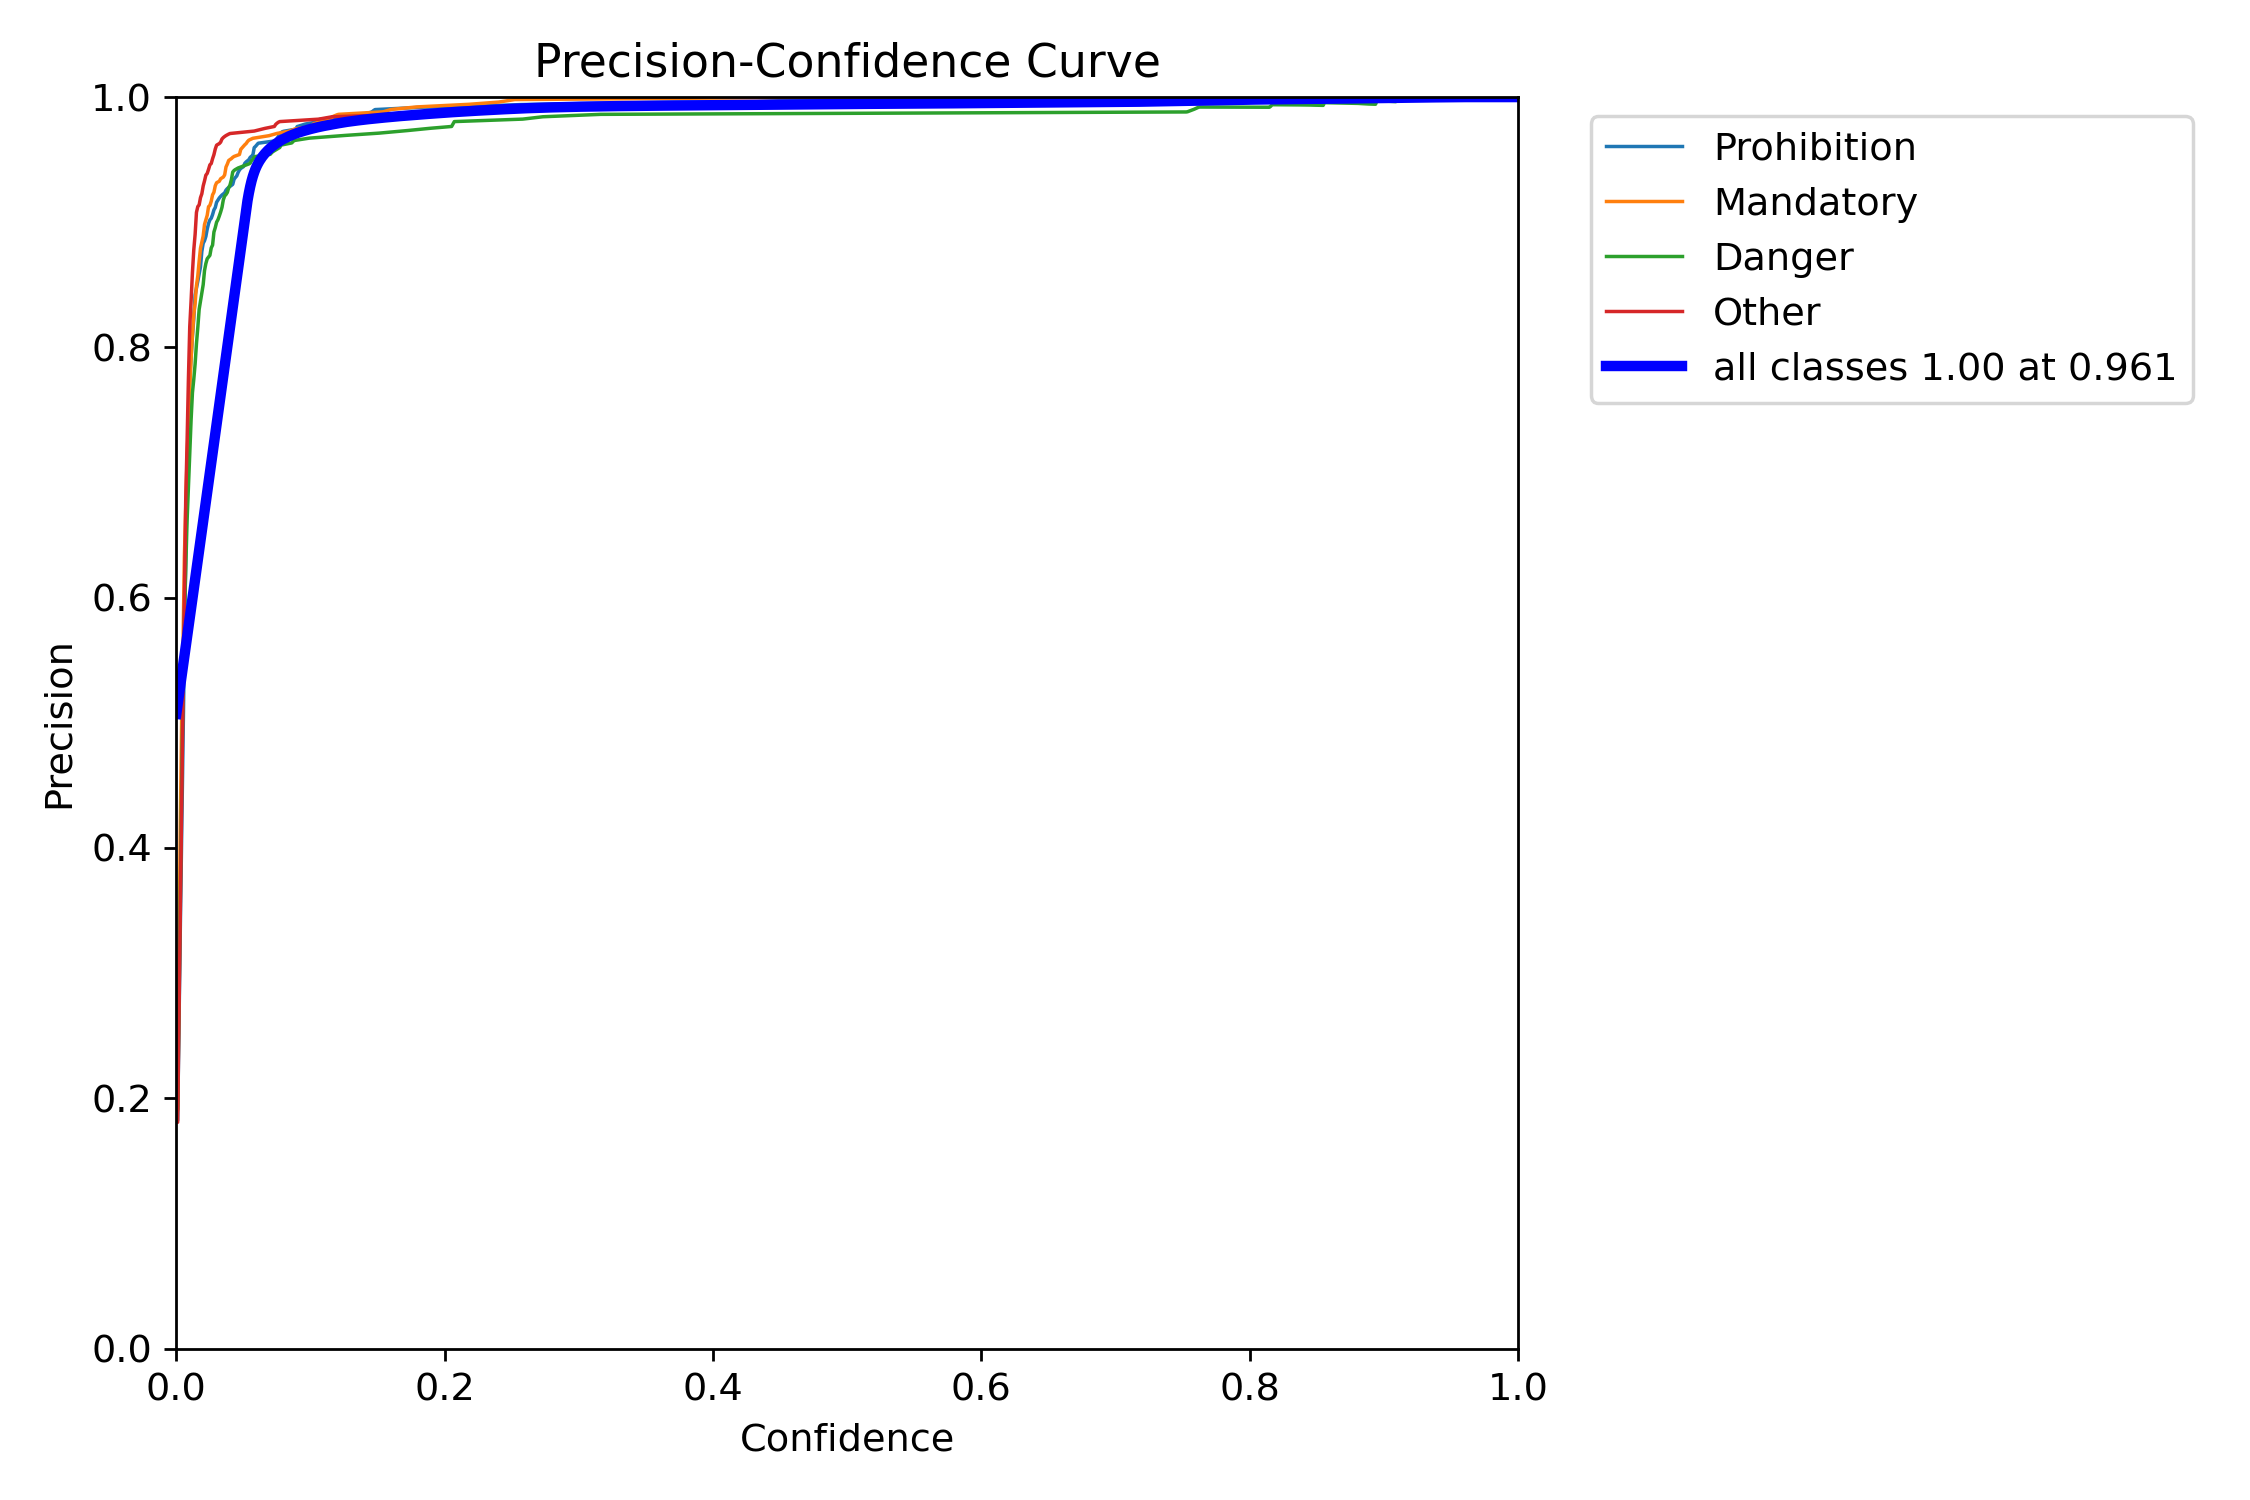 Precision-Confidence Curve
1.0
0.8
0.6
0.4
0.2
0.0
Precision
0.0 0.2 0.4 0.6 0.8 1.0
Confidence
Prohibition
Mandatory
Danger
Other
all classes 1.00 at 0.961